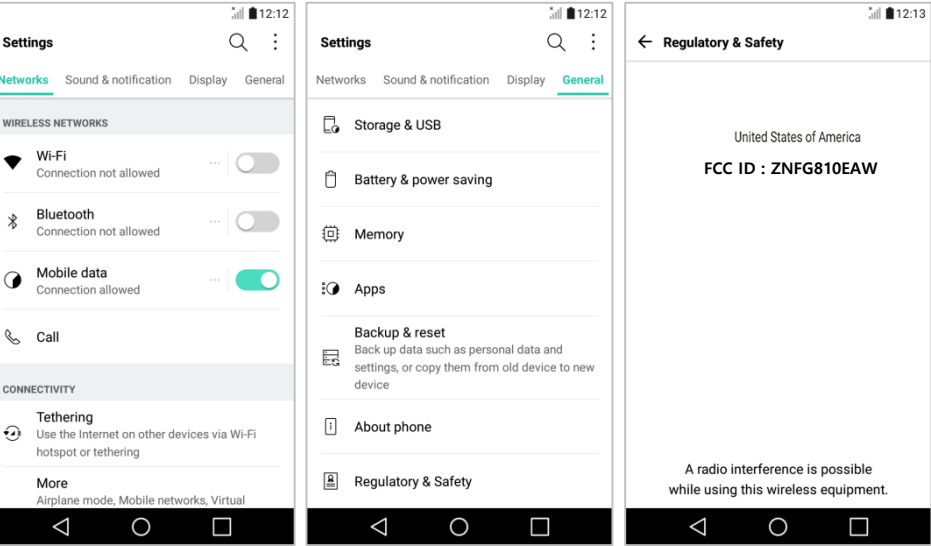 12:12
Settings
Networks Sound & notification Display General
WIRELESS NETWORKS
Wi-Fi
Connection not allowed
Bluetooth
Connection not allowed
Mobile data
Connection allowed
Call
CONNECTIVITY
Tethering
Use the Internet on other devices via Wi-Fi
hotspot or tethering
More
Airplane mode, Mobile networks, Virtual
12:12
Settings
Networks Sound & notification Display General
Storage & USB
Battery & power saving
Memory
Apps
Backup & reset
Back up data such as personal data and
settings, or copy them from old device to new
device
About phone
Regulatory & Safety
12:13
Regulatory & Safety
United States of America
FCC ID : ZNFG810EAW
A radio interference is possible
while using this wireless equipment.